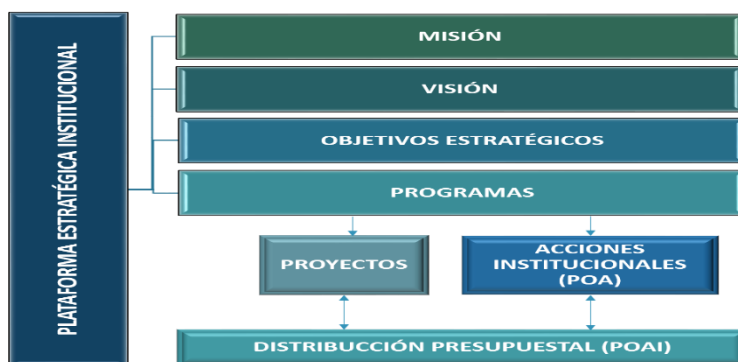 PLATAFORMA ESTRATÉGICA INSTITUCIONAL
MISIÓN
VISIÓN
OBJETIVOS ESTRATÉGICOS
PROGRAMAS
PROYECTOS
ACCIONES
INSTITUCIONALES
(POA)
DISTRIBUCCIÓN PRESUPUESTAL (POAI)